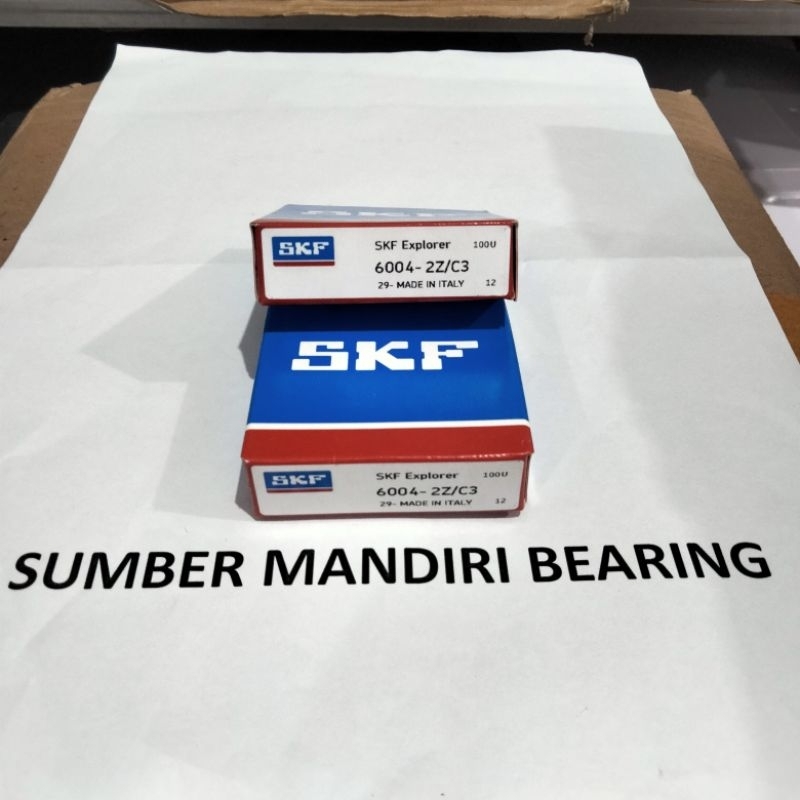 SKF
SKF
SKF Explorer 100U
6004-2Z/C3
29- MADE IN ITALY 12
SKF
SKF
SKF Explorer 100U
6004-2Z/C3
29- MADE IN ITALY 12
SUMBER MANDIRI BEARING